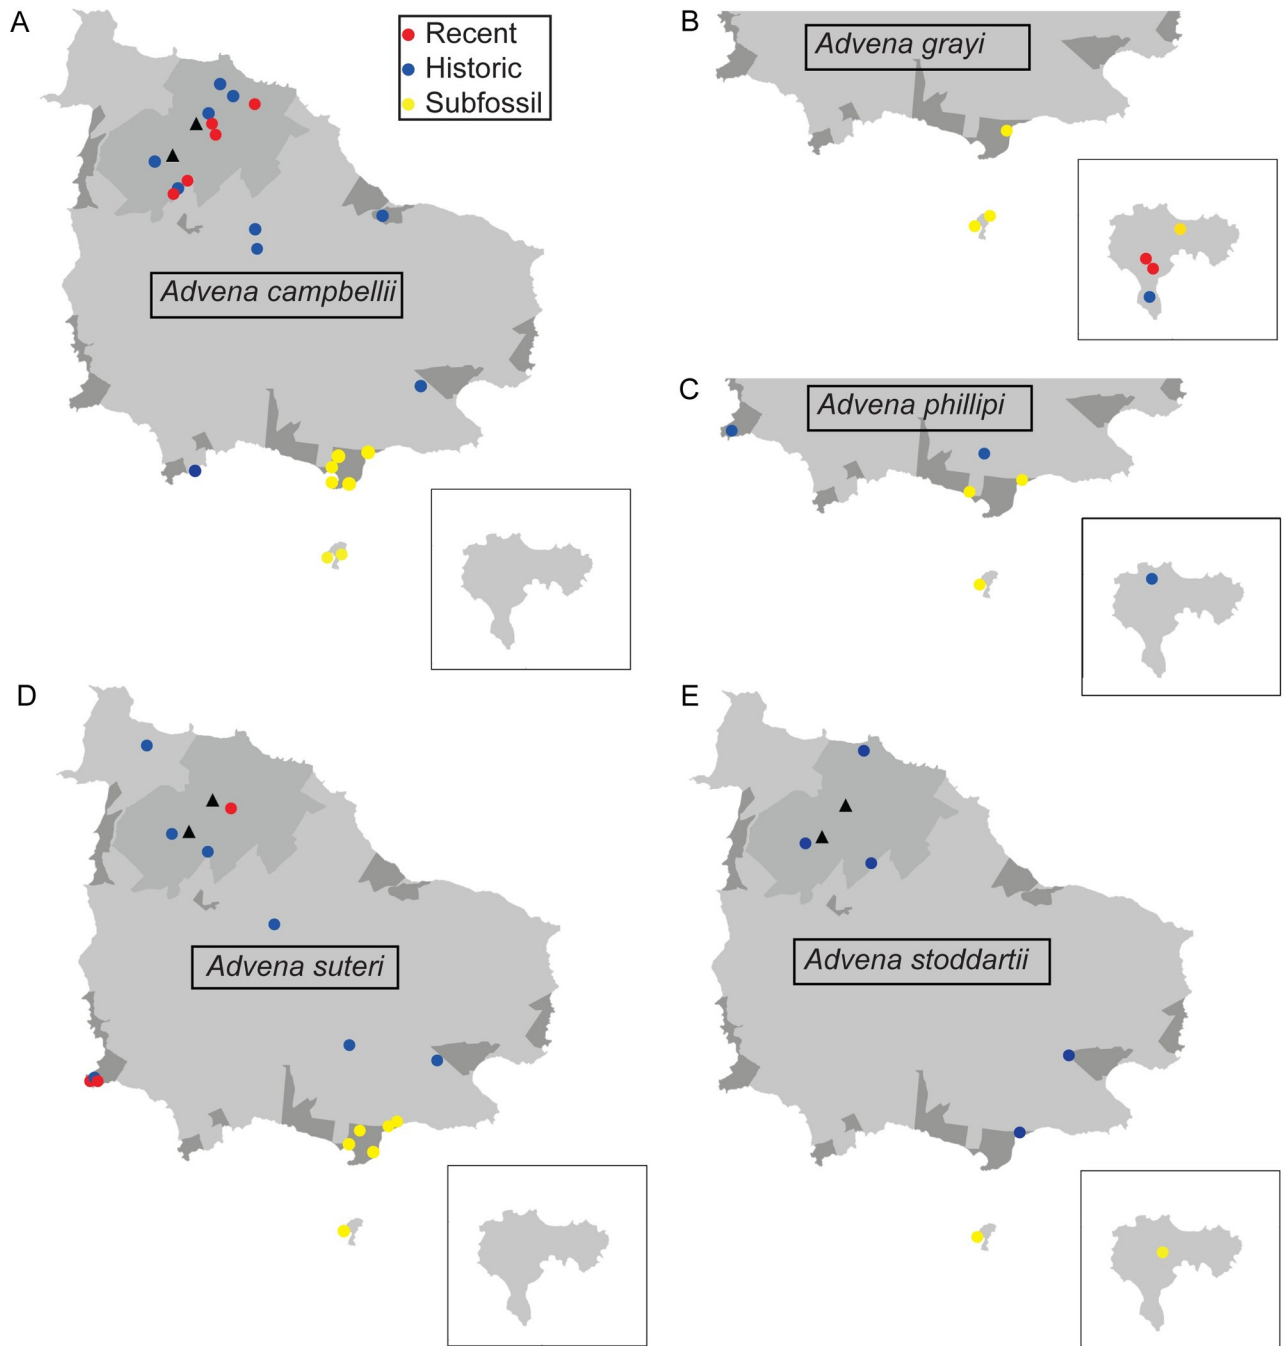 A
Recent
Historic
Subfossil
Advena campbellii
B
Advena grayi
C
Advena phillipi
D
Advena suteri
E
Advena stoddartii